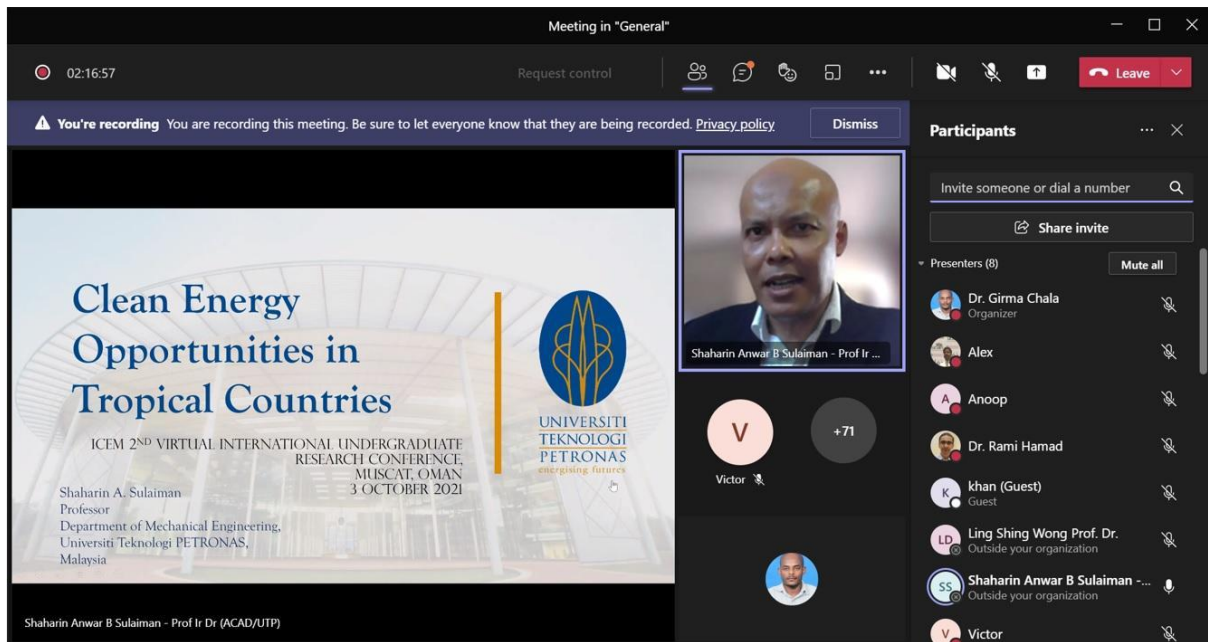 Meeting in "General"
02:16:57
Request control
Leave
You're recording You are recording this meeting. Be sure to let everyone know that they are being recorded. Privacy policy
Dismiss
Clean Energy
Opportunities in
Tropical Countries
ICEM 2ND VIRTUAL INTERNATIONAL UNDERGRADUATE
RESEARCH CONFERENCE,
MUSCAT, OMAN
3 OCTOBER 2021
Shaharin A. Sulaiman
Professor
Department of Mechanical Engineering,
Universiti Teknologi PETRONAS,
Malaysia
UNIVERSITI
TEKNOLOGI
PETRONAS
energising futures
Shaharin Anwar B Sulaiman - Prof Ir Dr (ACAD/UTP)
Shaharin Anwar B Sulaiman - Prof Ir ...
V
Victor
+71
Participants
Invite someone or dial a number
Share invite
Presenters (8)
Mute all
Dr. Girma Chala
Organizer
Alex
A
Anoop
Dr. Rami Hamad
K
khan (Guest)
Guest
LD
Ling Shing Wong Prof. Dr.
Outside your organization
SS
Shaharin Anwar B Sulaiman -...
Outside your organization
V
Victor